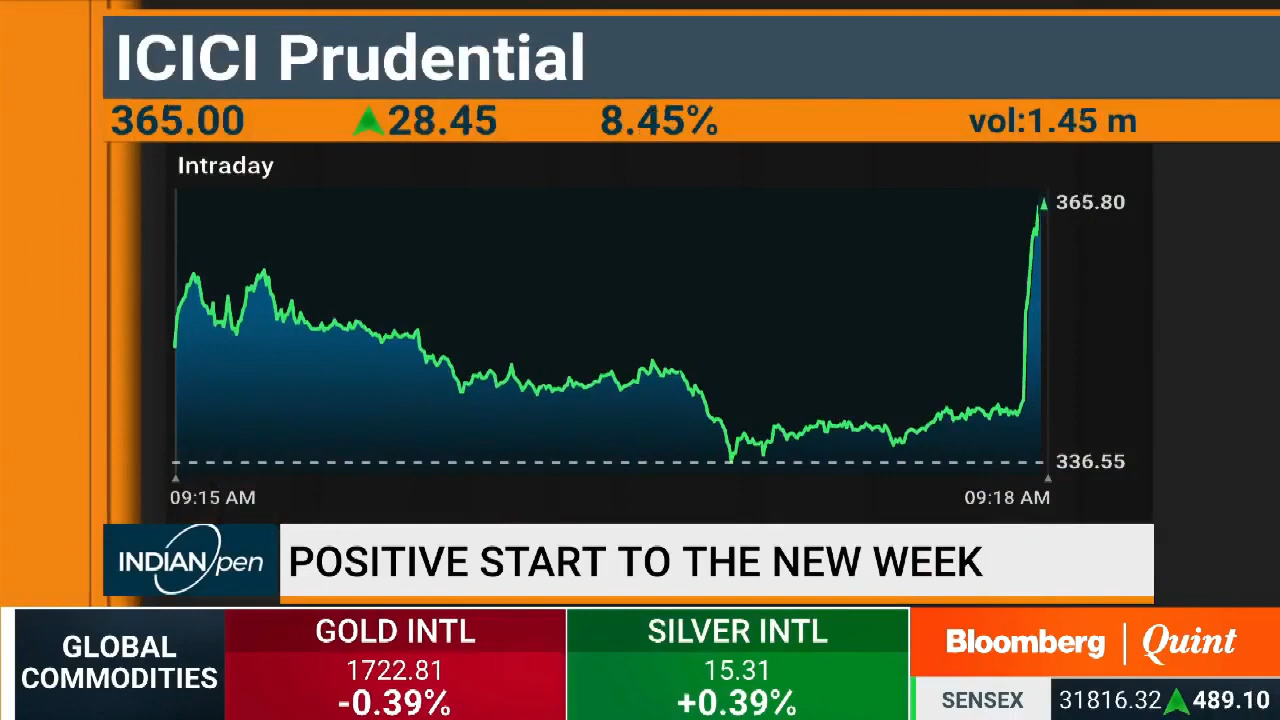 ICICI Prudential
365.00 28.45 8.45% vol:1.45 m
Intraday
365.80
336.55
09:15 AM 09:18 AM
INDIAN Open POSITIVE START TO THE NEW WEEK
GLOBAL COMMODITIES
GOLD INTL
1722.81
-0.39%
SILVER INTL
15.31
+0.39%
Bloomberg | Quint
SENSEX 31816.32 489.10